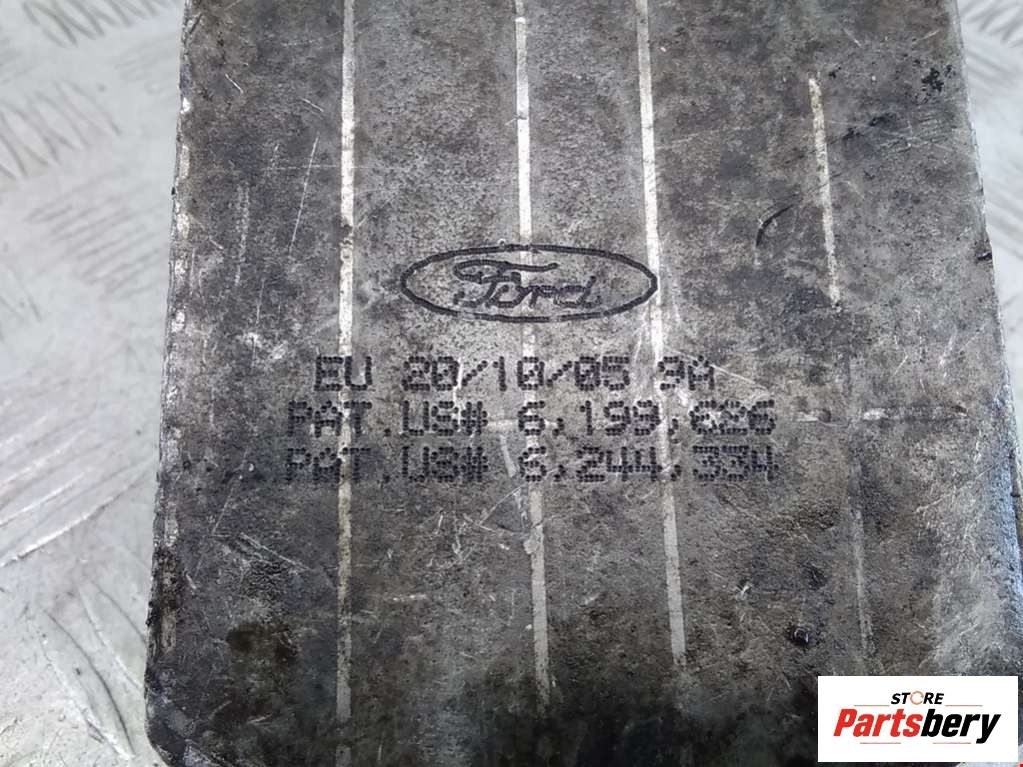 Ford
EU 20/10/05 9A
PAT.US# 6,199,626
PAT.US# 6,244,334
STORE
Partsbery